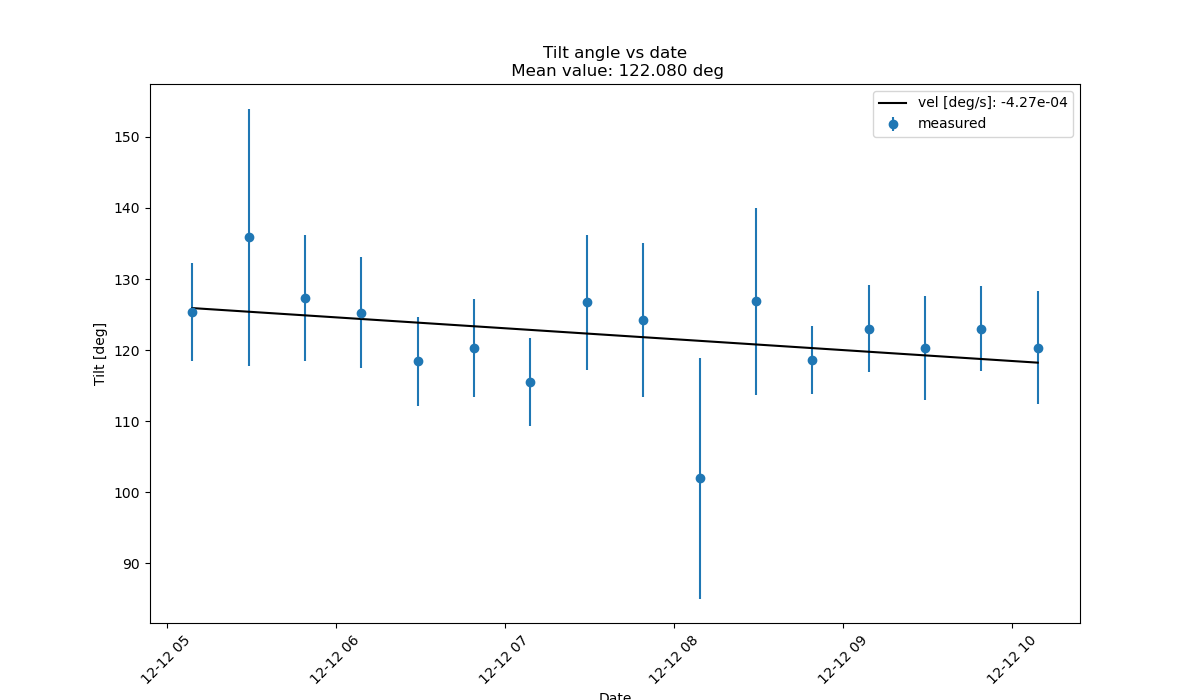 Tilt angle vs date
Mean value: 122.080 deg
vel [deg/s]: -4.27e-04
measured
Tilt [deg]
150
140
130
120
110
100
90
12-12 05
12-12 06
12-12 07
12-12 08
12-12 09
12-12 10
Date